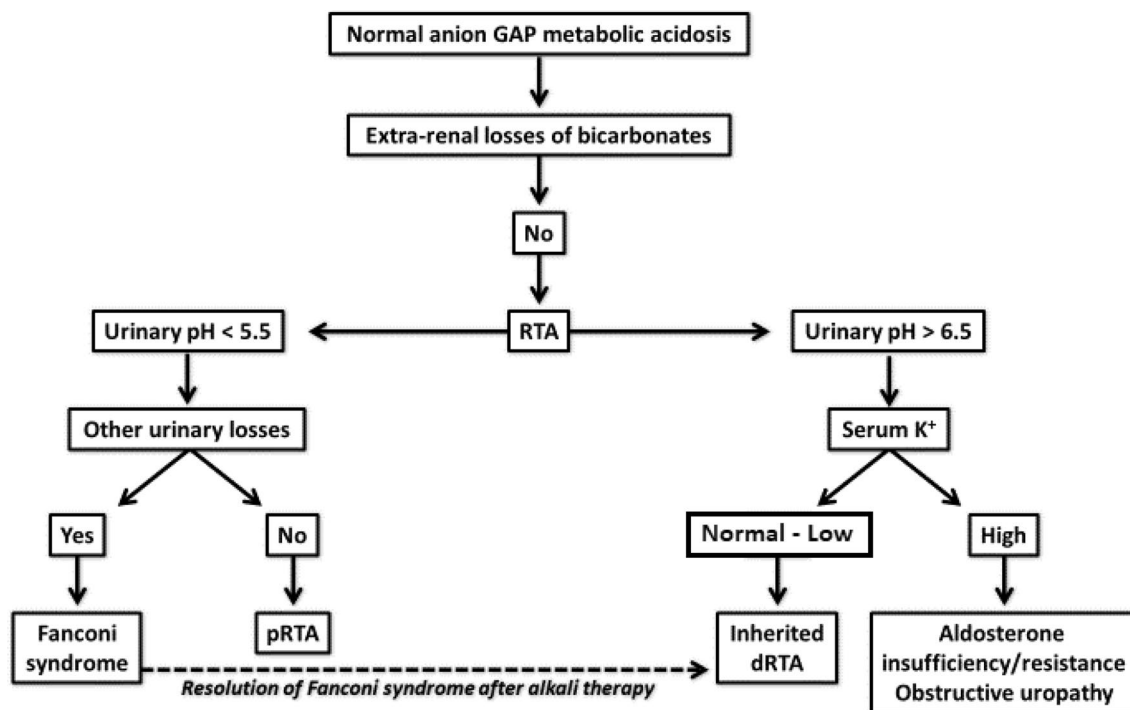 Normal anion GAP metabolic acidosis
Extra-renal losses of bicarbonates
No
Urinary pH < 5.5
RTA
Urinary pH > 6.5
Other urinary losses
Serum K⁺
Yes
No
Normal - Low
High
Fanconi
syndrome
pRTA
Inherited
dRTA
Aldosterone
insufficiency/resistance
Obstructive uropathy
Resolution of Fanconi syndrome after alkali therapy